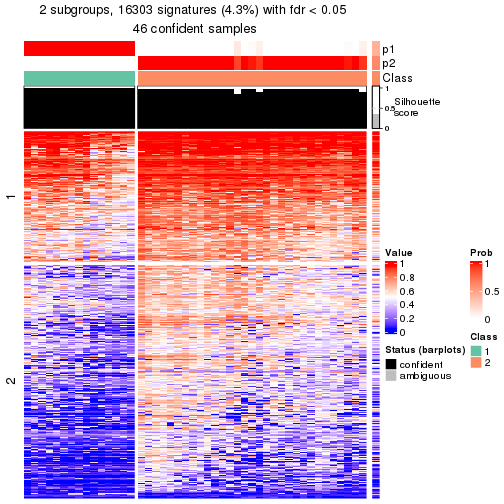 2 subgroups, 16303 signatures (4.3%) with fdr < 0.05
46 confident samples
p1
p2
Class
1
0.5
0
Silhouette
score
1
2
Value
1
0.8
0.6
0.4
0.2
0
Prob
1
0.5
0
Status (barplots)
confident
ambiguous
Class
1
2